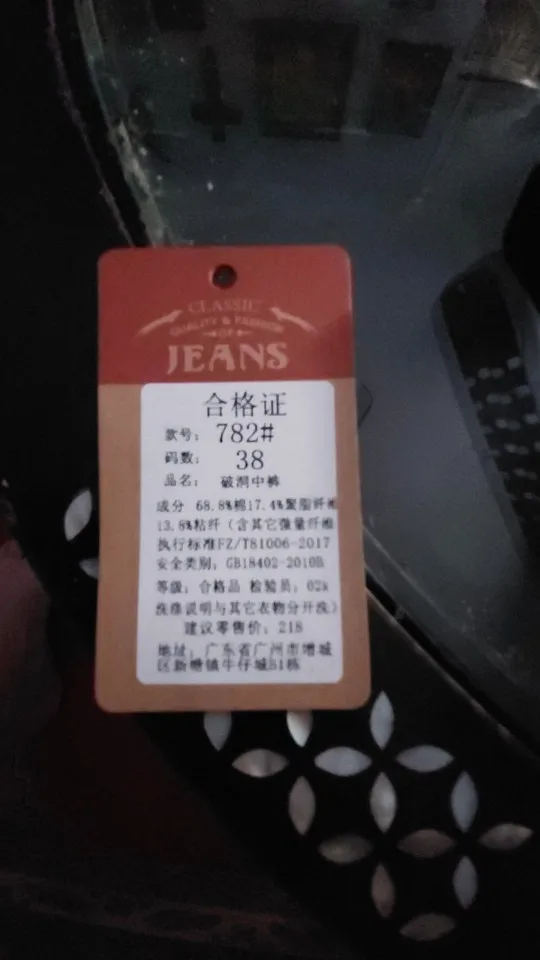 CLASSIC
QUALITY & FASHION
OF
JEANS
合格证
款号：782#
码数：38
品名：破洞中裤
成分 68.8%棉17.4%聚脂纤维
13.8%粘纤（含其它微量纤维
执行标准FZ/T81006-2017
安全类别：GB18402-2010B
等级：合格品 检验员：02k
洗涤说明与其它衣物分开洗）
建议零售价：218
地址：广东省广州市增城
区新塘镇牛仔城B1栋